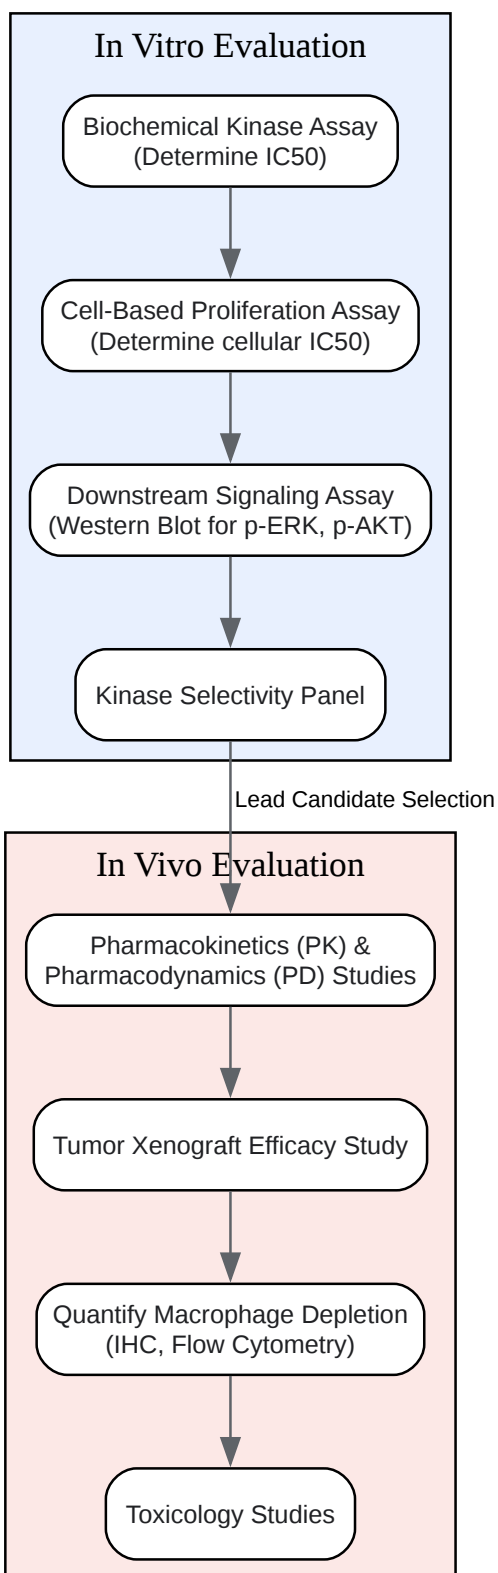 In Vitro Evaluation
Biochemical Kinase Assay
(Determine IC50)
Cell-Based Proliferation Assay
(Determine cellular IC50)
Downstream Signaling Assay
(Western Blot for p-ERK, p-AKT)
Kinase Selectivity Panel
Lead Candidate Selection
In Vivo Evaluation
Pharmacokinetics (PK) &
Pharmacodynamics (PD) Studies
Tumor Xenograft Efficacy Study
Quantify Macrophage Depletion
(IHC, Flow Cytometry)
Toxicology Studies